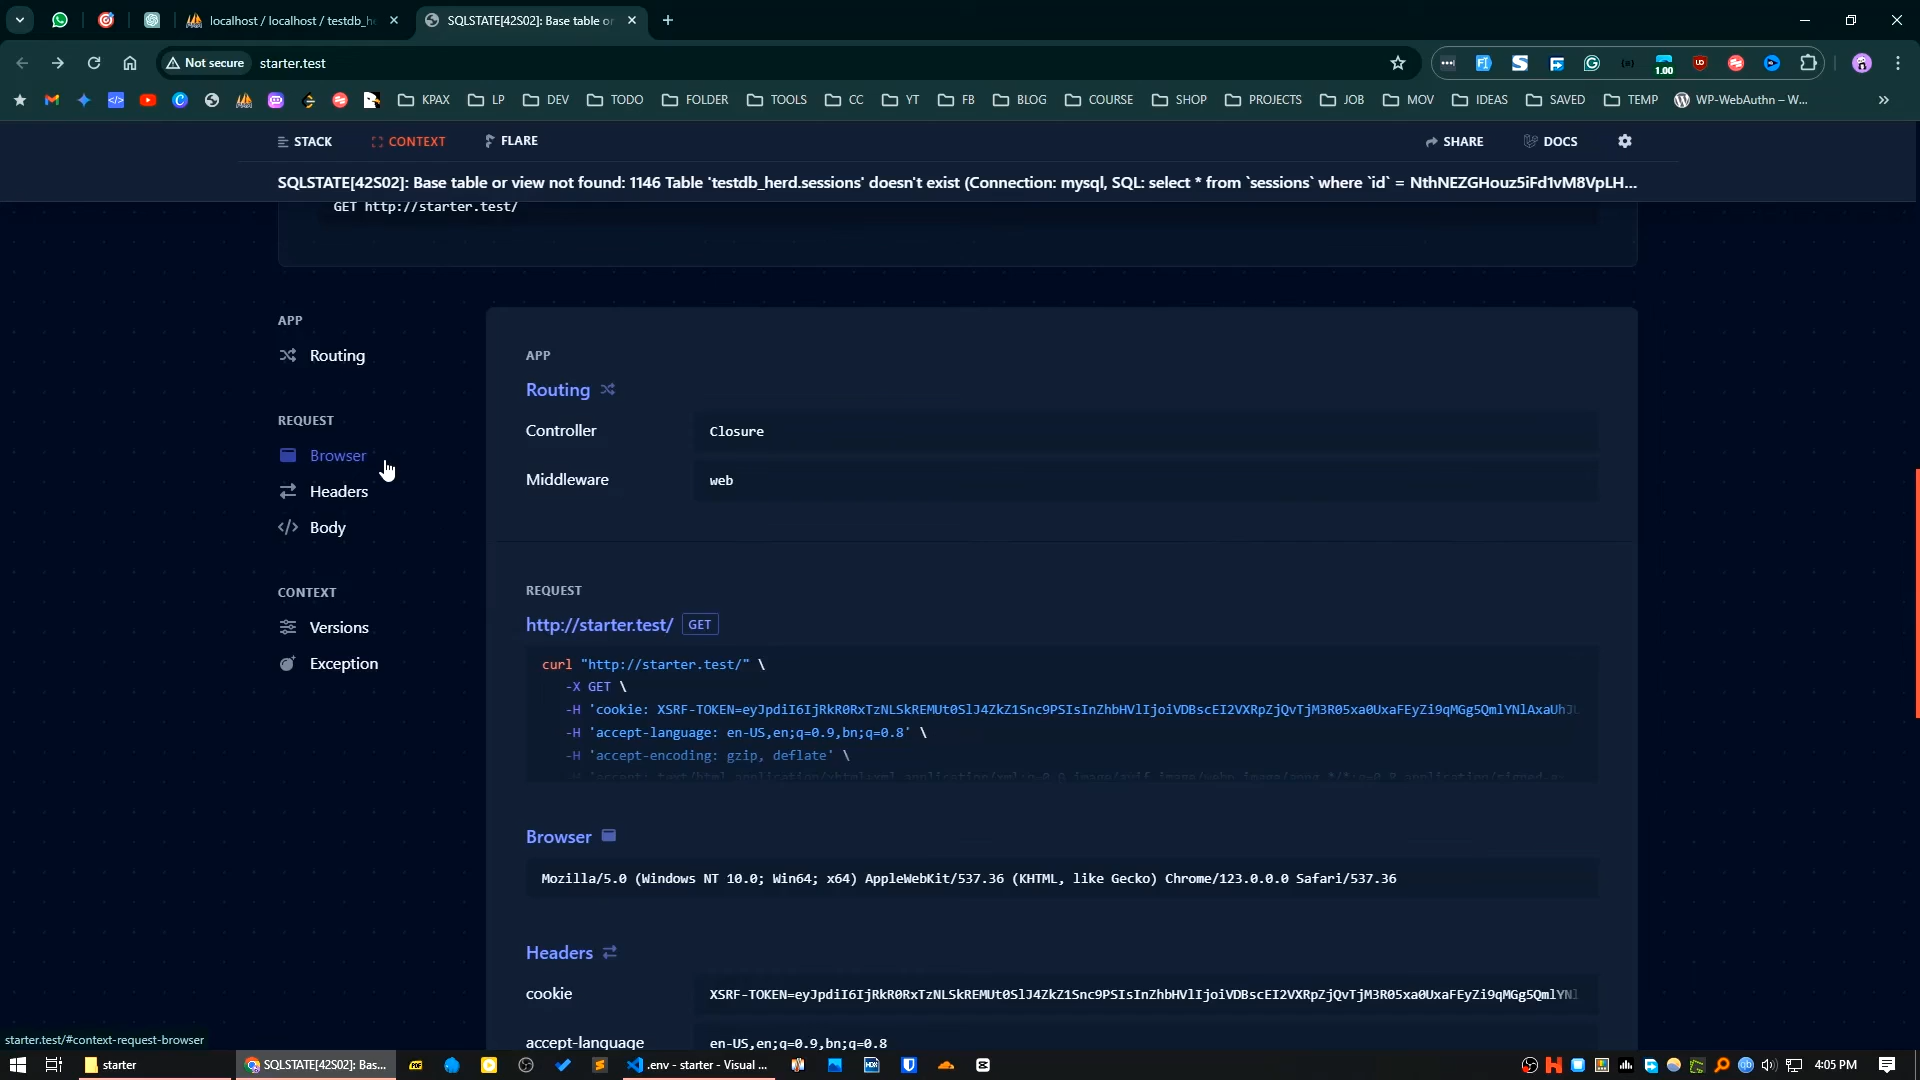 localhost / localhost / testdb_he
SQLSTATE[42S02]: Base table or
Not secure
starter.test
1.00
KPAX
LP
DEV
TODO
FOLDER
TOOLS
CC
YT
FB
BLOG
COURSE
SHOP
PROJECTS
JOB
MOV
IDEAS
SAVED
TEMP
WP-WebAuthn – W...
STACK
CONTEXT
FLARE
SHARE
DOCS
SQLSTATE[42S02]: Base table or view not found: 1146 Table 'testdb_herd.sessions' doesn't exist (Connection: mysql, SQL: select * from `sessions` where `id` = NthNEZGHouz5iFd1vM8VpLH...
GET http://starter.test/
APP
Routing
REQUEST
Browser
Headers
Body
CONTEXT
Versions
Exception
APP
Routing
Controller
Closure
Middleware
web
REQUEST
http://starter.test/ GET
curl "http://starter.test/" \
-X GET \
-H 'cookie: XSRF-TOKEN=eyJpdiI6IjRkR0RxTzNLSkREMUt0SlJ4ZkZ1Snc9PSIsInZhbHVlIjoiVDBscEI2VXRpZjQvTjM3R05xa0UxaFEyZi9qMGg5QmlYNlAxaUhJU
-H 'accept-language: en-US,en;q=0.9,bn;q=0.8' \
-H 'accept-encoding: gzip, deflate' \
Browser
Mozilla/5.0 (Windows NT 10.0; Win64; x64) AppleWebKit/537.36 (KHTML, like Gecko) Chrome/123.0.0.0 Safari/537.36
Headers
cookie
XSRF-TOKEN=eyJpdiI6IjRkR0RxTzNLSkREMUt0SlJ4ZkZ1Snc9PSIsInZhbHVlIjoiVDBscEI2VXRpZjQvTjM3R05xa0UxaFEyZi9qMGg5QmlYNl
accept-language
en-US,en;q=0.9,bn;q=0.8
starter.test/#context-request-browser
starter
SQLSTATE[42S02]: Bas...
.env - starter - Visual ...
4:05 PM